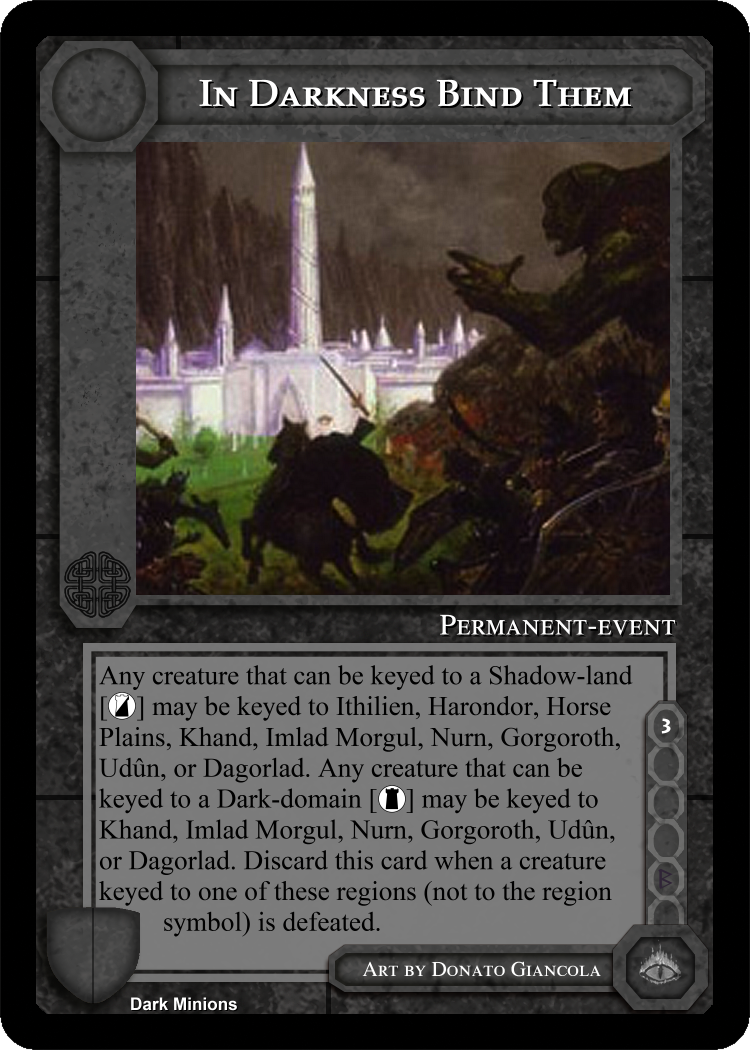 In Darkness Bind Them
Permanent-event
Any creature that can be keyed to a Shadow-land
[ ] may be keyed to Ithilien, Harondor, Horse
Plains, Khand, Imlad Morgul, Nurn, Gorgoroth,
Udûn, or Dagorlad. Any creature that can be
keyed to a Dark-domain [ ] may be keyed to
Khand, Imlad Morgul, Nurn, Gorgoroth, Udûn,
or Dagorlad. Discard this card when a creature
keyed to one of these regions (not to the region
symbol) is defeated.
3
B
Art by Donato Giancola
Dark Minions